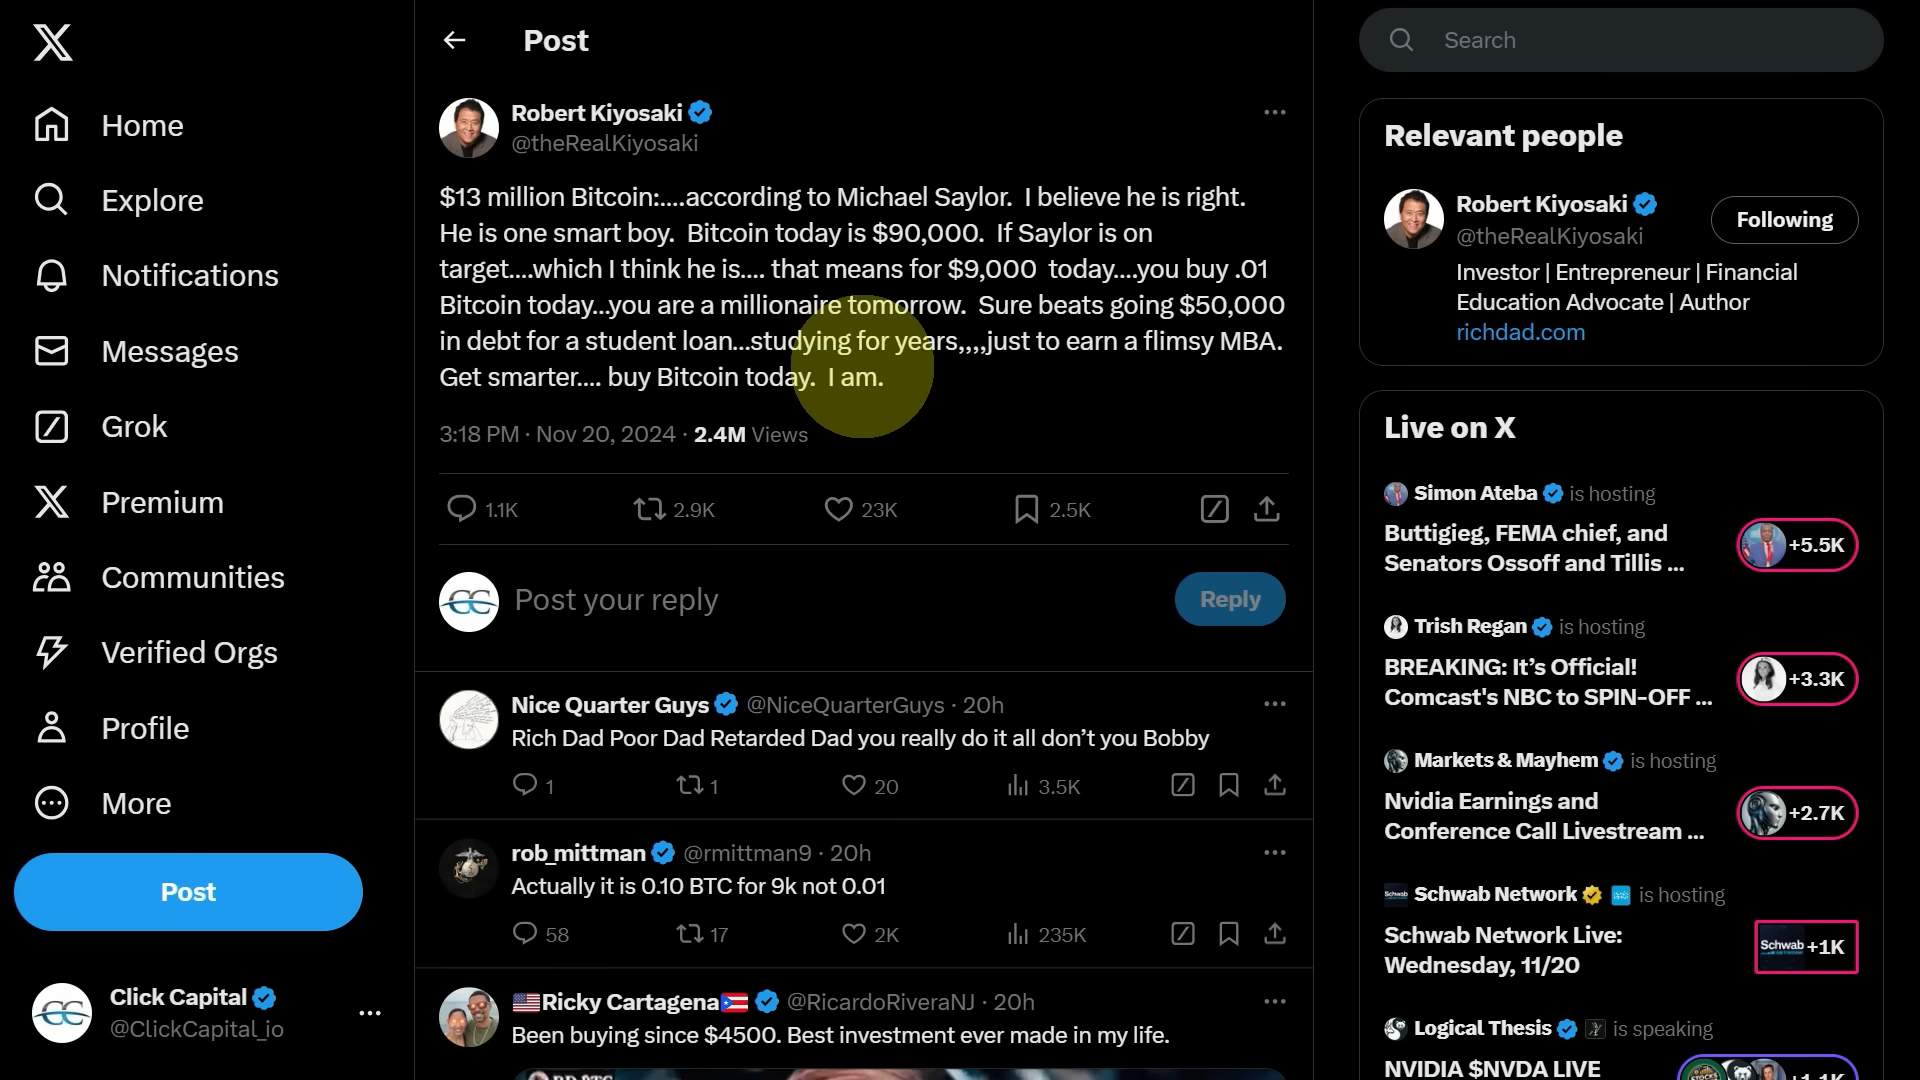 Home
Explore
Notifications
Messages
Grok
Premium
Communities
Verified Orgs
Profile
More
Post
Click Capital
@ClickCapital_io
Post
Robert Kiyosaki
@theRealKiyosaki
$13 million Bitcoin:....according to Michael Saylor.  I believe he is right.
He is one smart boy.  Bitcoin today is $90,000.  If Saylor is on
target....which I think he is.... that means for $9,000  today....you buy .01
Bitcoin today...you are a millionaire tomorrow.  Sure beats going $50,000
in debt for a student loan...studying for years,,,,just to earn a flimsy MBA.
Get smarter.... buy Bitcoin today.  I am.
3:18 PM · Nov 20, 2024 · 2.4M Views
1.1K 2.9K 23K 2.5K
Post your reply
Reply
Nice Quarter Guys @NiceQuarterGuys · 20h
Rich Dad Poor Dad Retarded Dad you really do it all don’t you Bobby
1 1 20 3.5K
rob_mittman @rmittman9 · 20h
Actually it is 0.10 BTC for 9k not 0.01
58 17 2K 235K
Ricky Cartagena @RicardoRiveraNJ · 20h
Been buying since $4500. Best investment ever made in my life.
Search
Relevant people
Robert Kiyosaki
@theRealKiyosaki
Following
Investor | Entrepreneur | Financial
Education Advocate | Author
richdad.com
Live on X
Simon Ateba is hosting
Buttigieg, FEMA chief, and
Senators Ossoff and Tillis ...
+5.5K
Trish Regan is hosting
BREAKING: It’s Official!
Comcast's NBC to SPIN-OFF ...
+3.3K
Markets & Mayhem is hosting
Nvidia Earnings and
Conference Call Livestream ...
+2.7K
Schwab Network is hosting
Schwab Network Live:
Wednesday, 11/20
Schwab +1K
Logical Thesis is speaking
NVIDIA $NVDA LIVE
+1.1K